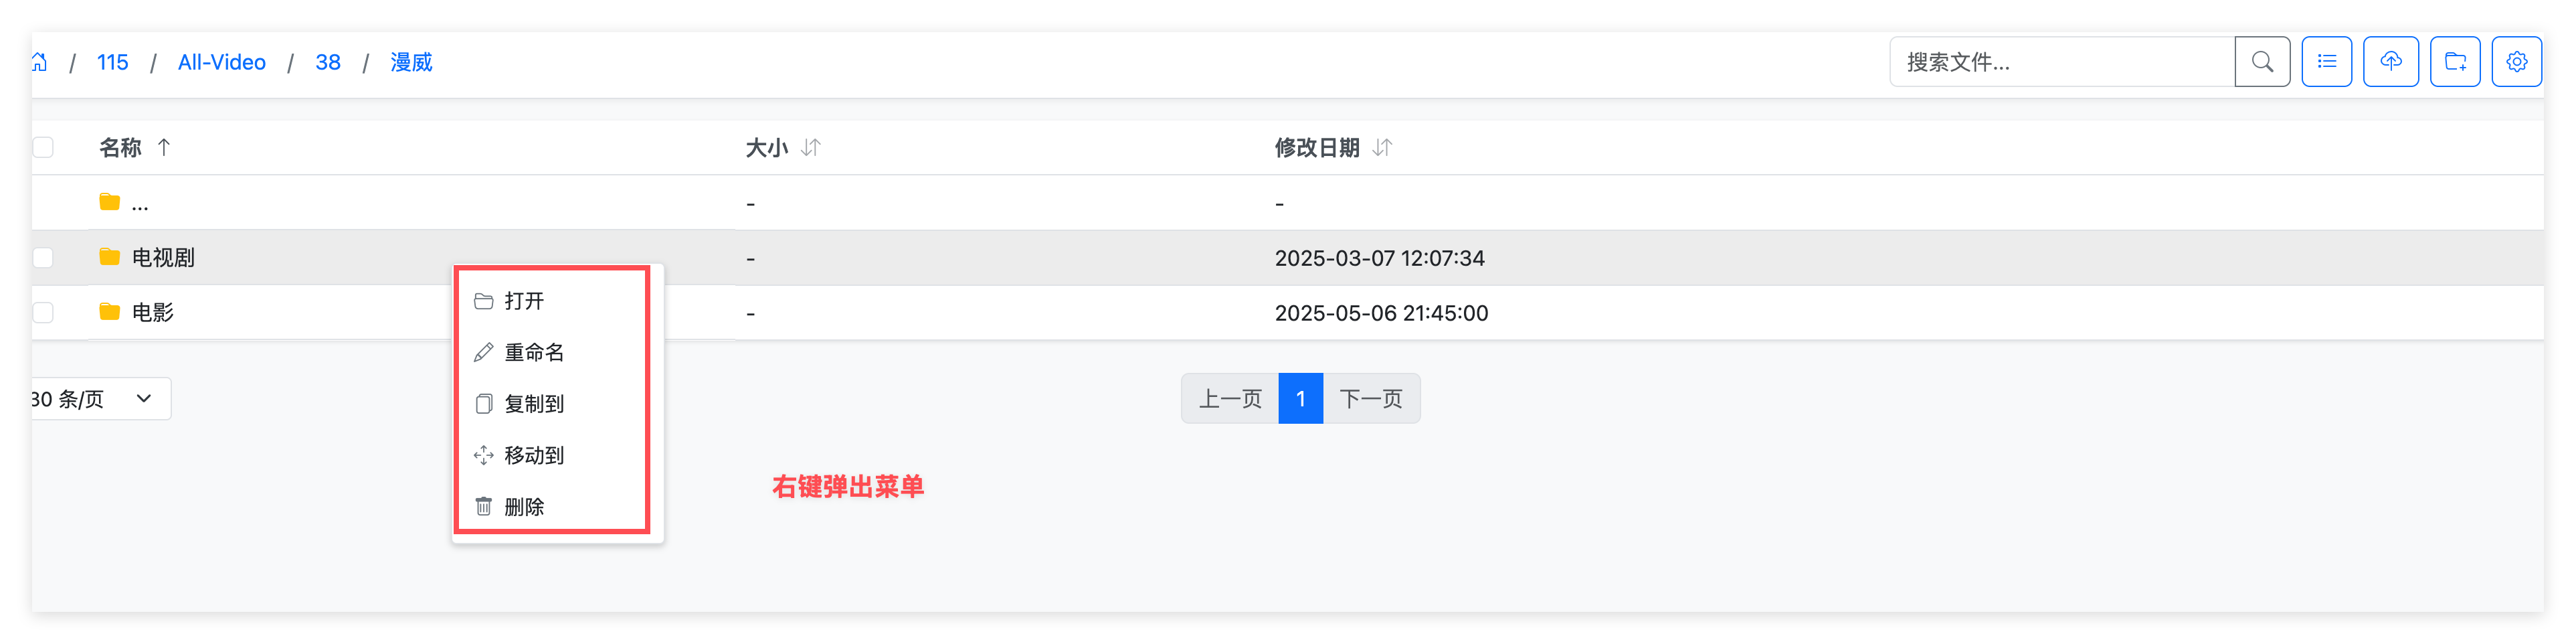 / 115 / All-Video / 38 / 漫威
搜索文件...
名称 大小 修改日期
... - -
电视剧 - 2025-03-07 12:07:34
电影 - 2025-05-06 21:45:00
打开
重命名
复制到
移动到
删除
30 条/页
上一页 1 下一页
右键弹出菜单